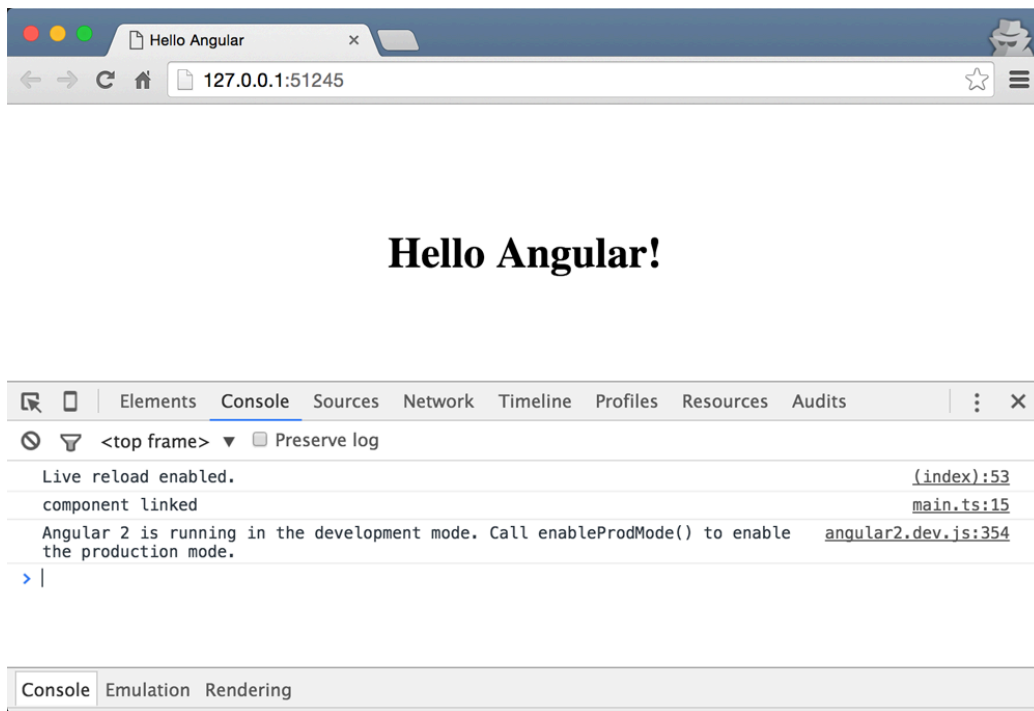 Hello Angular ×
127.0.0.1:51245
Hello Angular!
Elements Console Sources Network Timeline Profiles Resources Audits
<top frame> ▼ Preserve log
Live reload enabled. (index):53
component linked main.ts:15
Angular 2 is running in the development mode. Call enableProdMode() to enable angular2.dev.js:354
the production mode.
>
Console Emulation Rendering